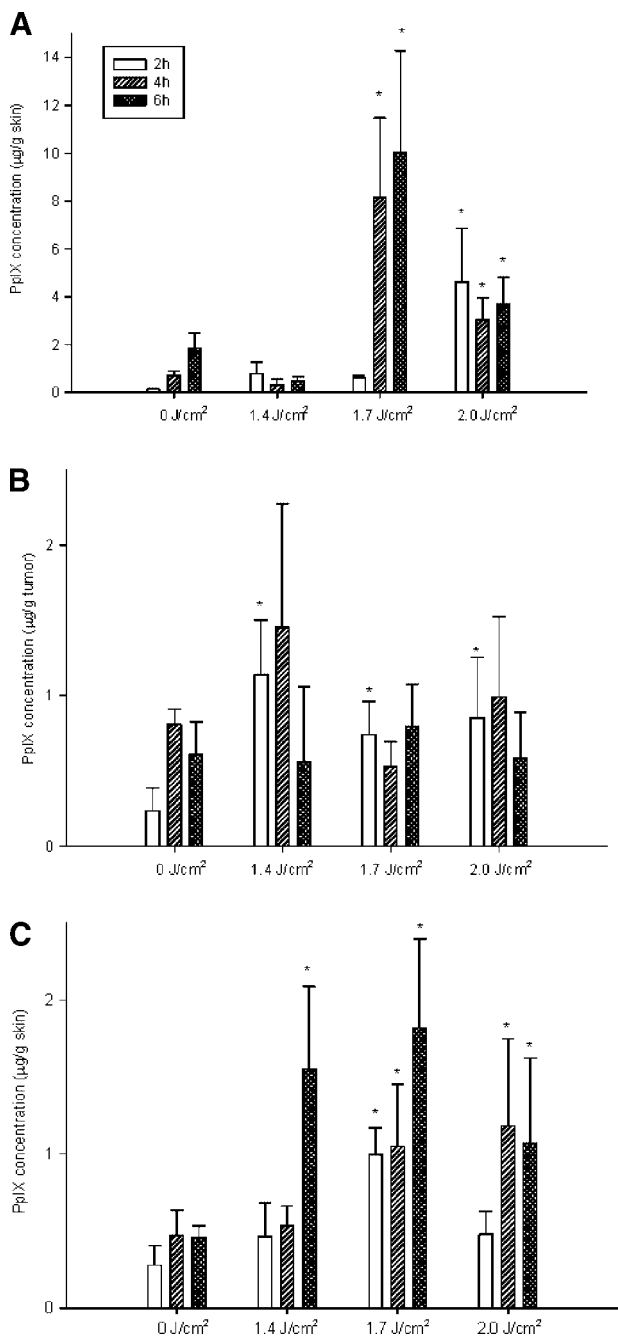 A
PpIX concentration (μg/g skin)
14
12
10
8
6
4
2
0
2h
4h
6h
* * * * *
0 J/cm²
1.4 J/cm²
1.7 J/cm²
2.0 J/cm²
B
PpIX concentration (μg/g tumor)
2
1
0
* * *
0 J/cm²
1.4 J/cm²
1.7 J/cm²
2.0 J/cm²
C
PpIX concentration (μg/g skin)
2
1
0
* * * * * *
0 J/cm²
1.4 J/cm²
1.7 J/cm²
2.0 J/cm²